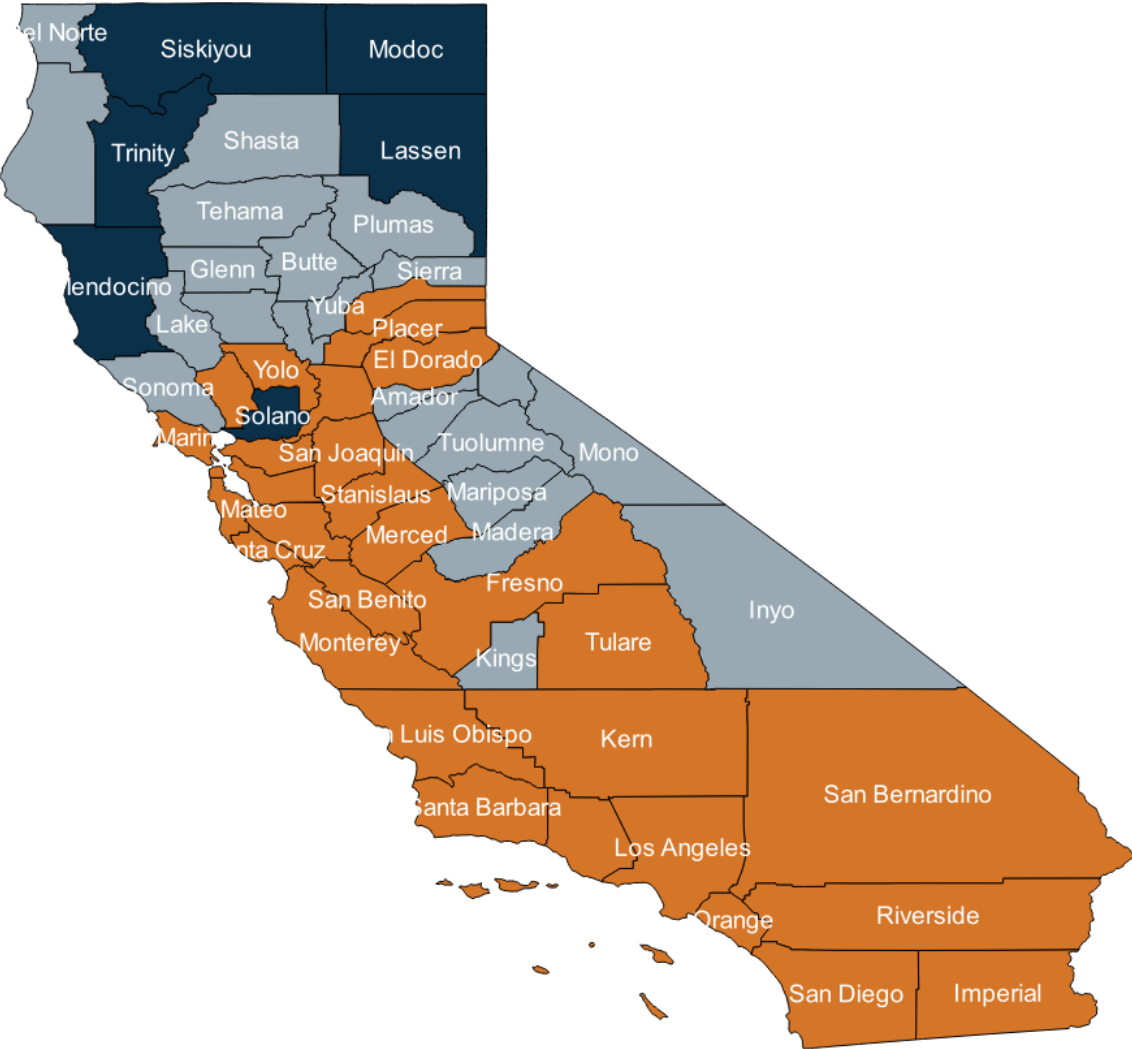 el Norte
Siskiyou
Modoc
Trinity
Shasta
Lassen
Tehama
Plumas
Glenn
Butte
Sierra
lendocino
Yuba
Lake
Placer
El Dorado
Yolo
Sonoma
Amador
Solano
Marin
San Joaquin
Tuolumne
Mono
Stanislaus
Mariposa
Mateo
Merced
Madera
nta Cruz
Fresno
San Benito
Inyo
Monterey
Kings
Tulare
n Luis Obispo
Kern
San Bernardino
Santa Barbara
Los Angeles
Orange
Riverside
San Diego
Imperial